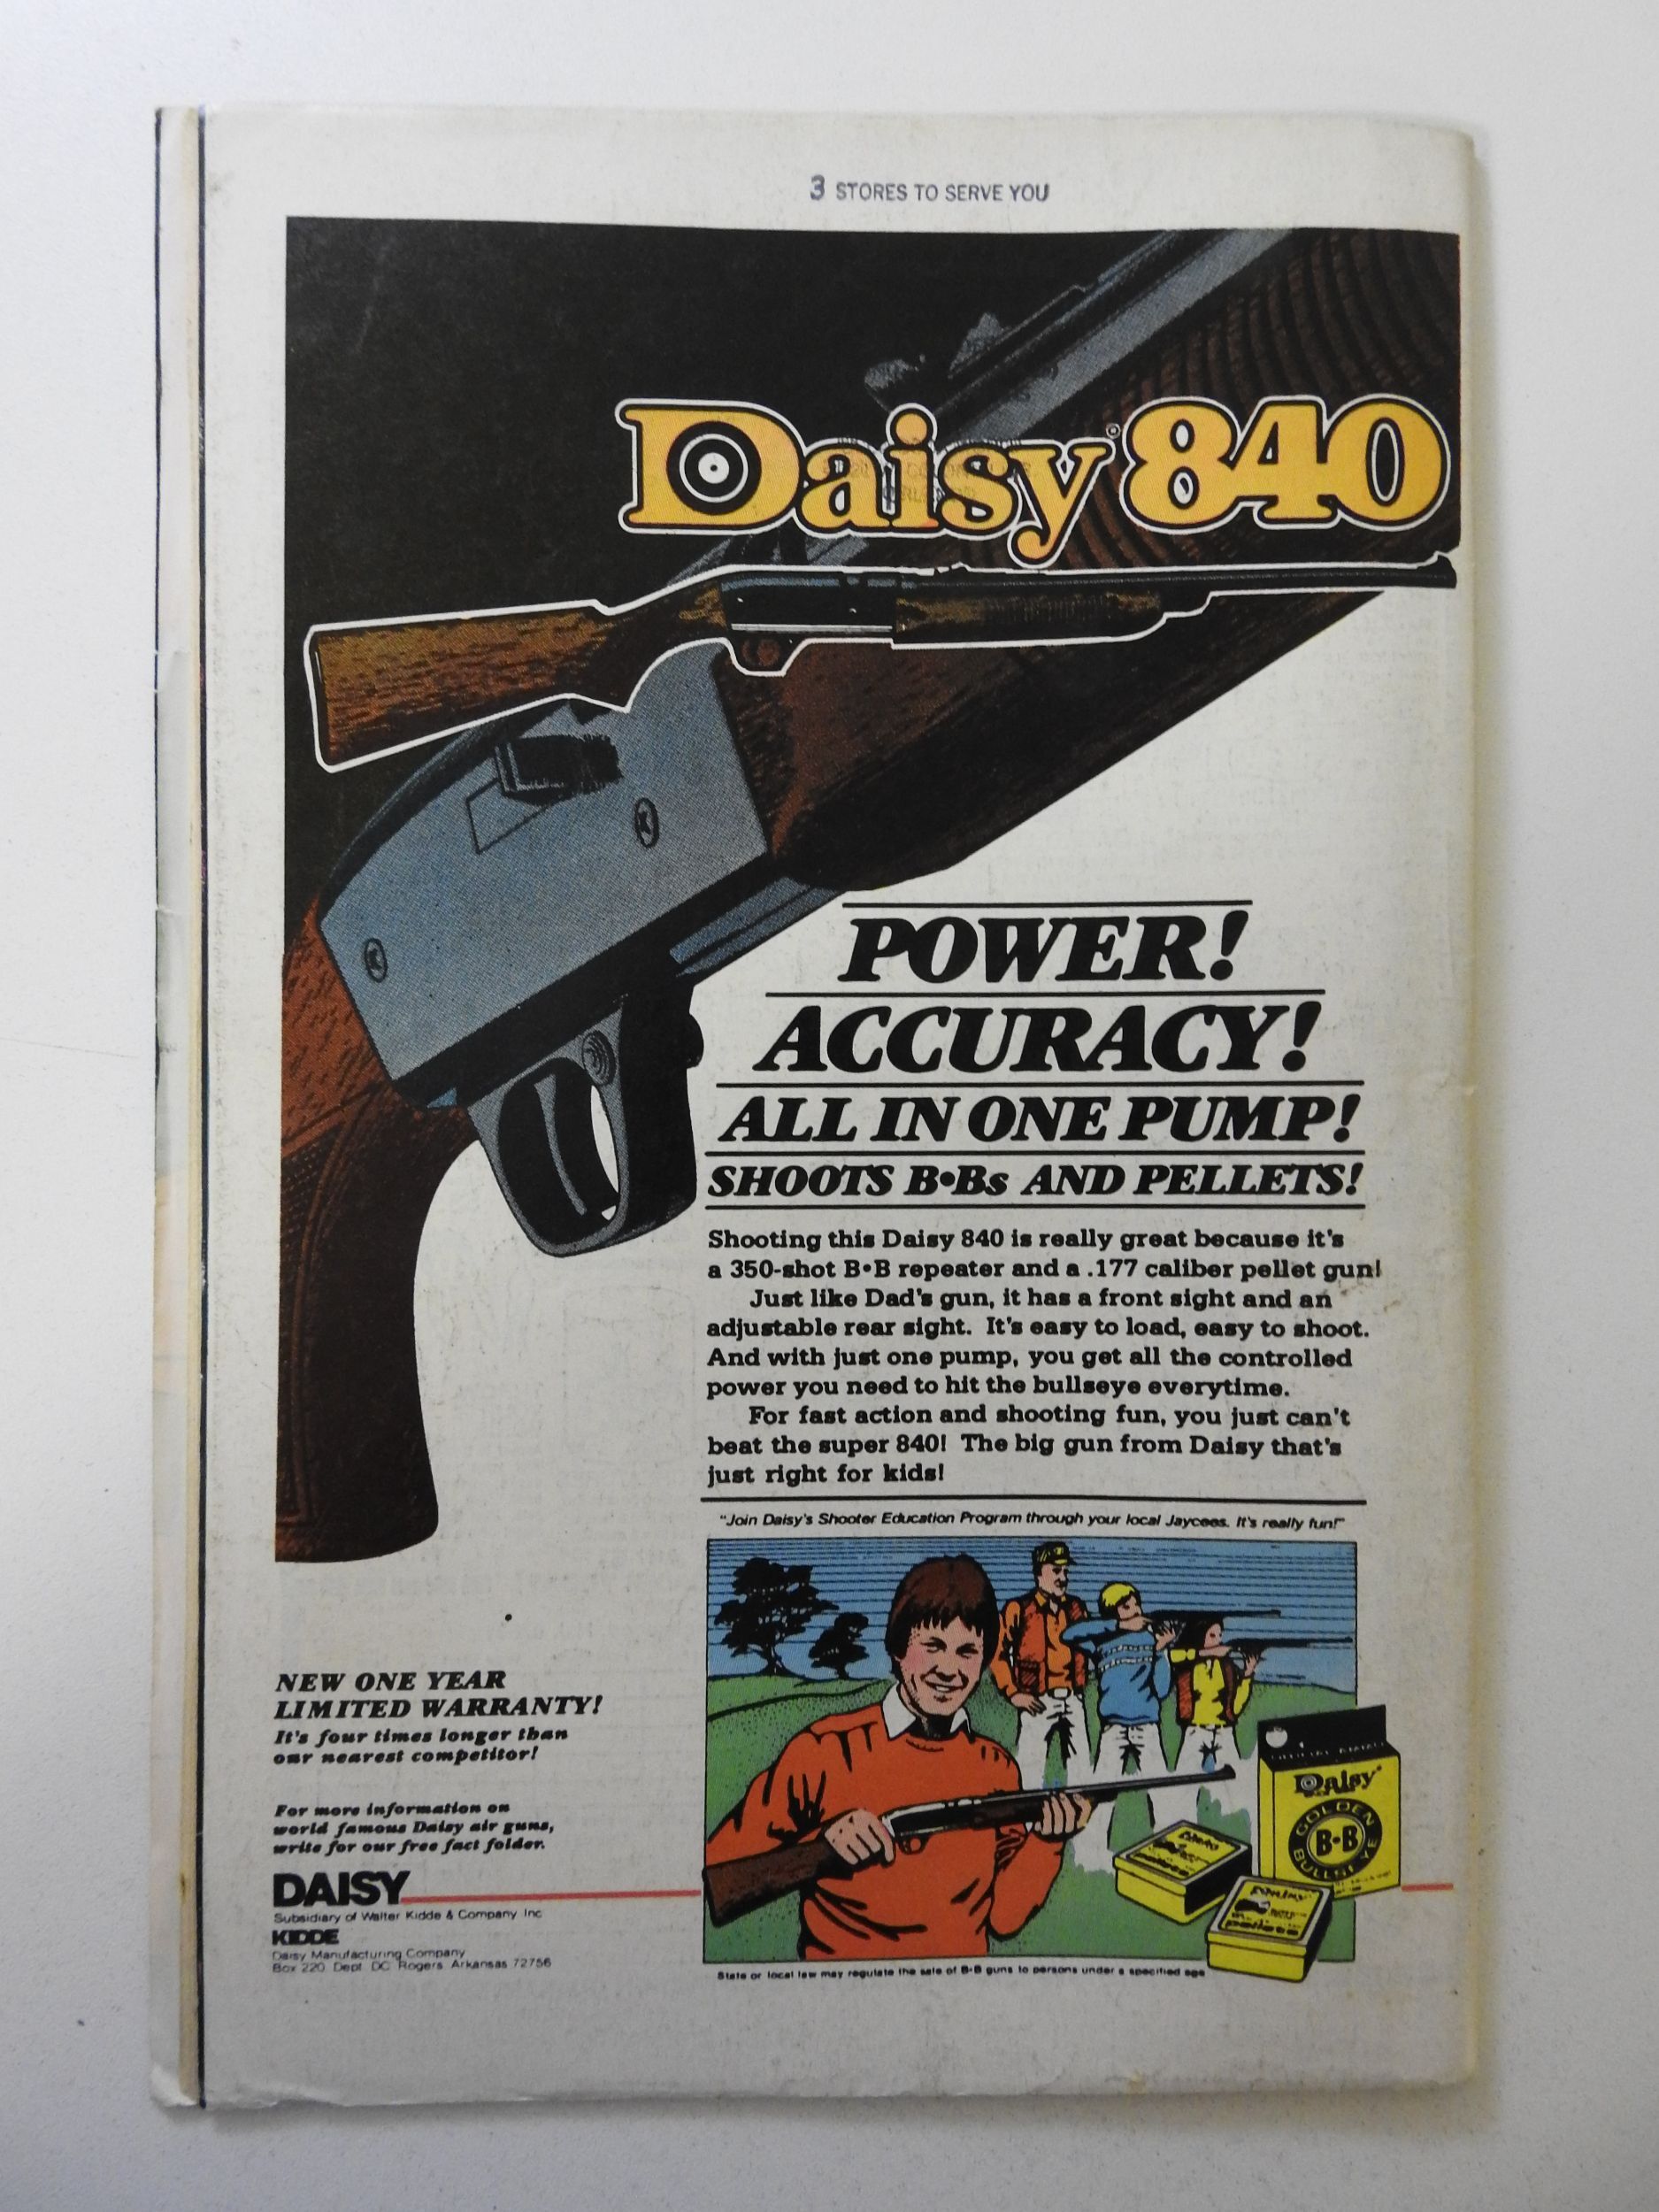 3 STORES TO SERVE YOU
Daisy® 840
POWER!
ACCURACY!
ALL IN ONE PUMP!
SHOOTS B•Bs AND PELLETS!
Shooting this Daisy 840 is really great because it's
a 350-shot B•B repeater and a .177 caliber pellet gun!
Just like Dad's gun, it has a front sight and an
adjustable rear sight. It's easy to load, easy to shoot.
And with just one pump, you get all the controlled
power you need to hit the bullseye everytime.
For fast action and shooting fun, you just can't
beat the super 840! The big gun from Daisy that's
just right for kids!
"Join Daisy's Shooter Education Program through your local Jaycees. It's really fun!"
NEW ONE YEAR
LIMITED WARRANTY!
It's four times longer than
our nearest competitor!
For more information on
world famous Daisy air guns,
write for our free fact folder.
DAISY
Subsidiary of Walter Kidde & Company Inc
KIDDE
Daisy Manufacturing Company
Box 220 Dept DC Rogers Arkansas 72756
Daisy
GOLDEN
B•B
BULLSEYE
pellets
Daisy
pellets
State or local law may regulate the sale of B•B guns to persons under a specified age